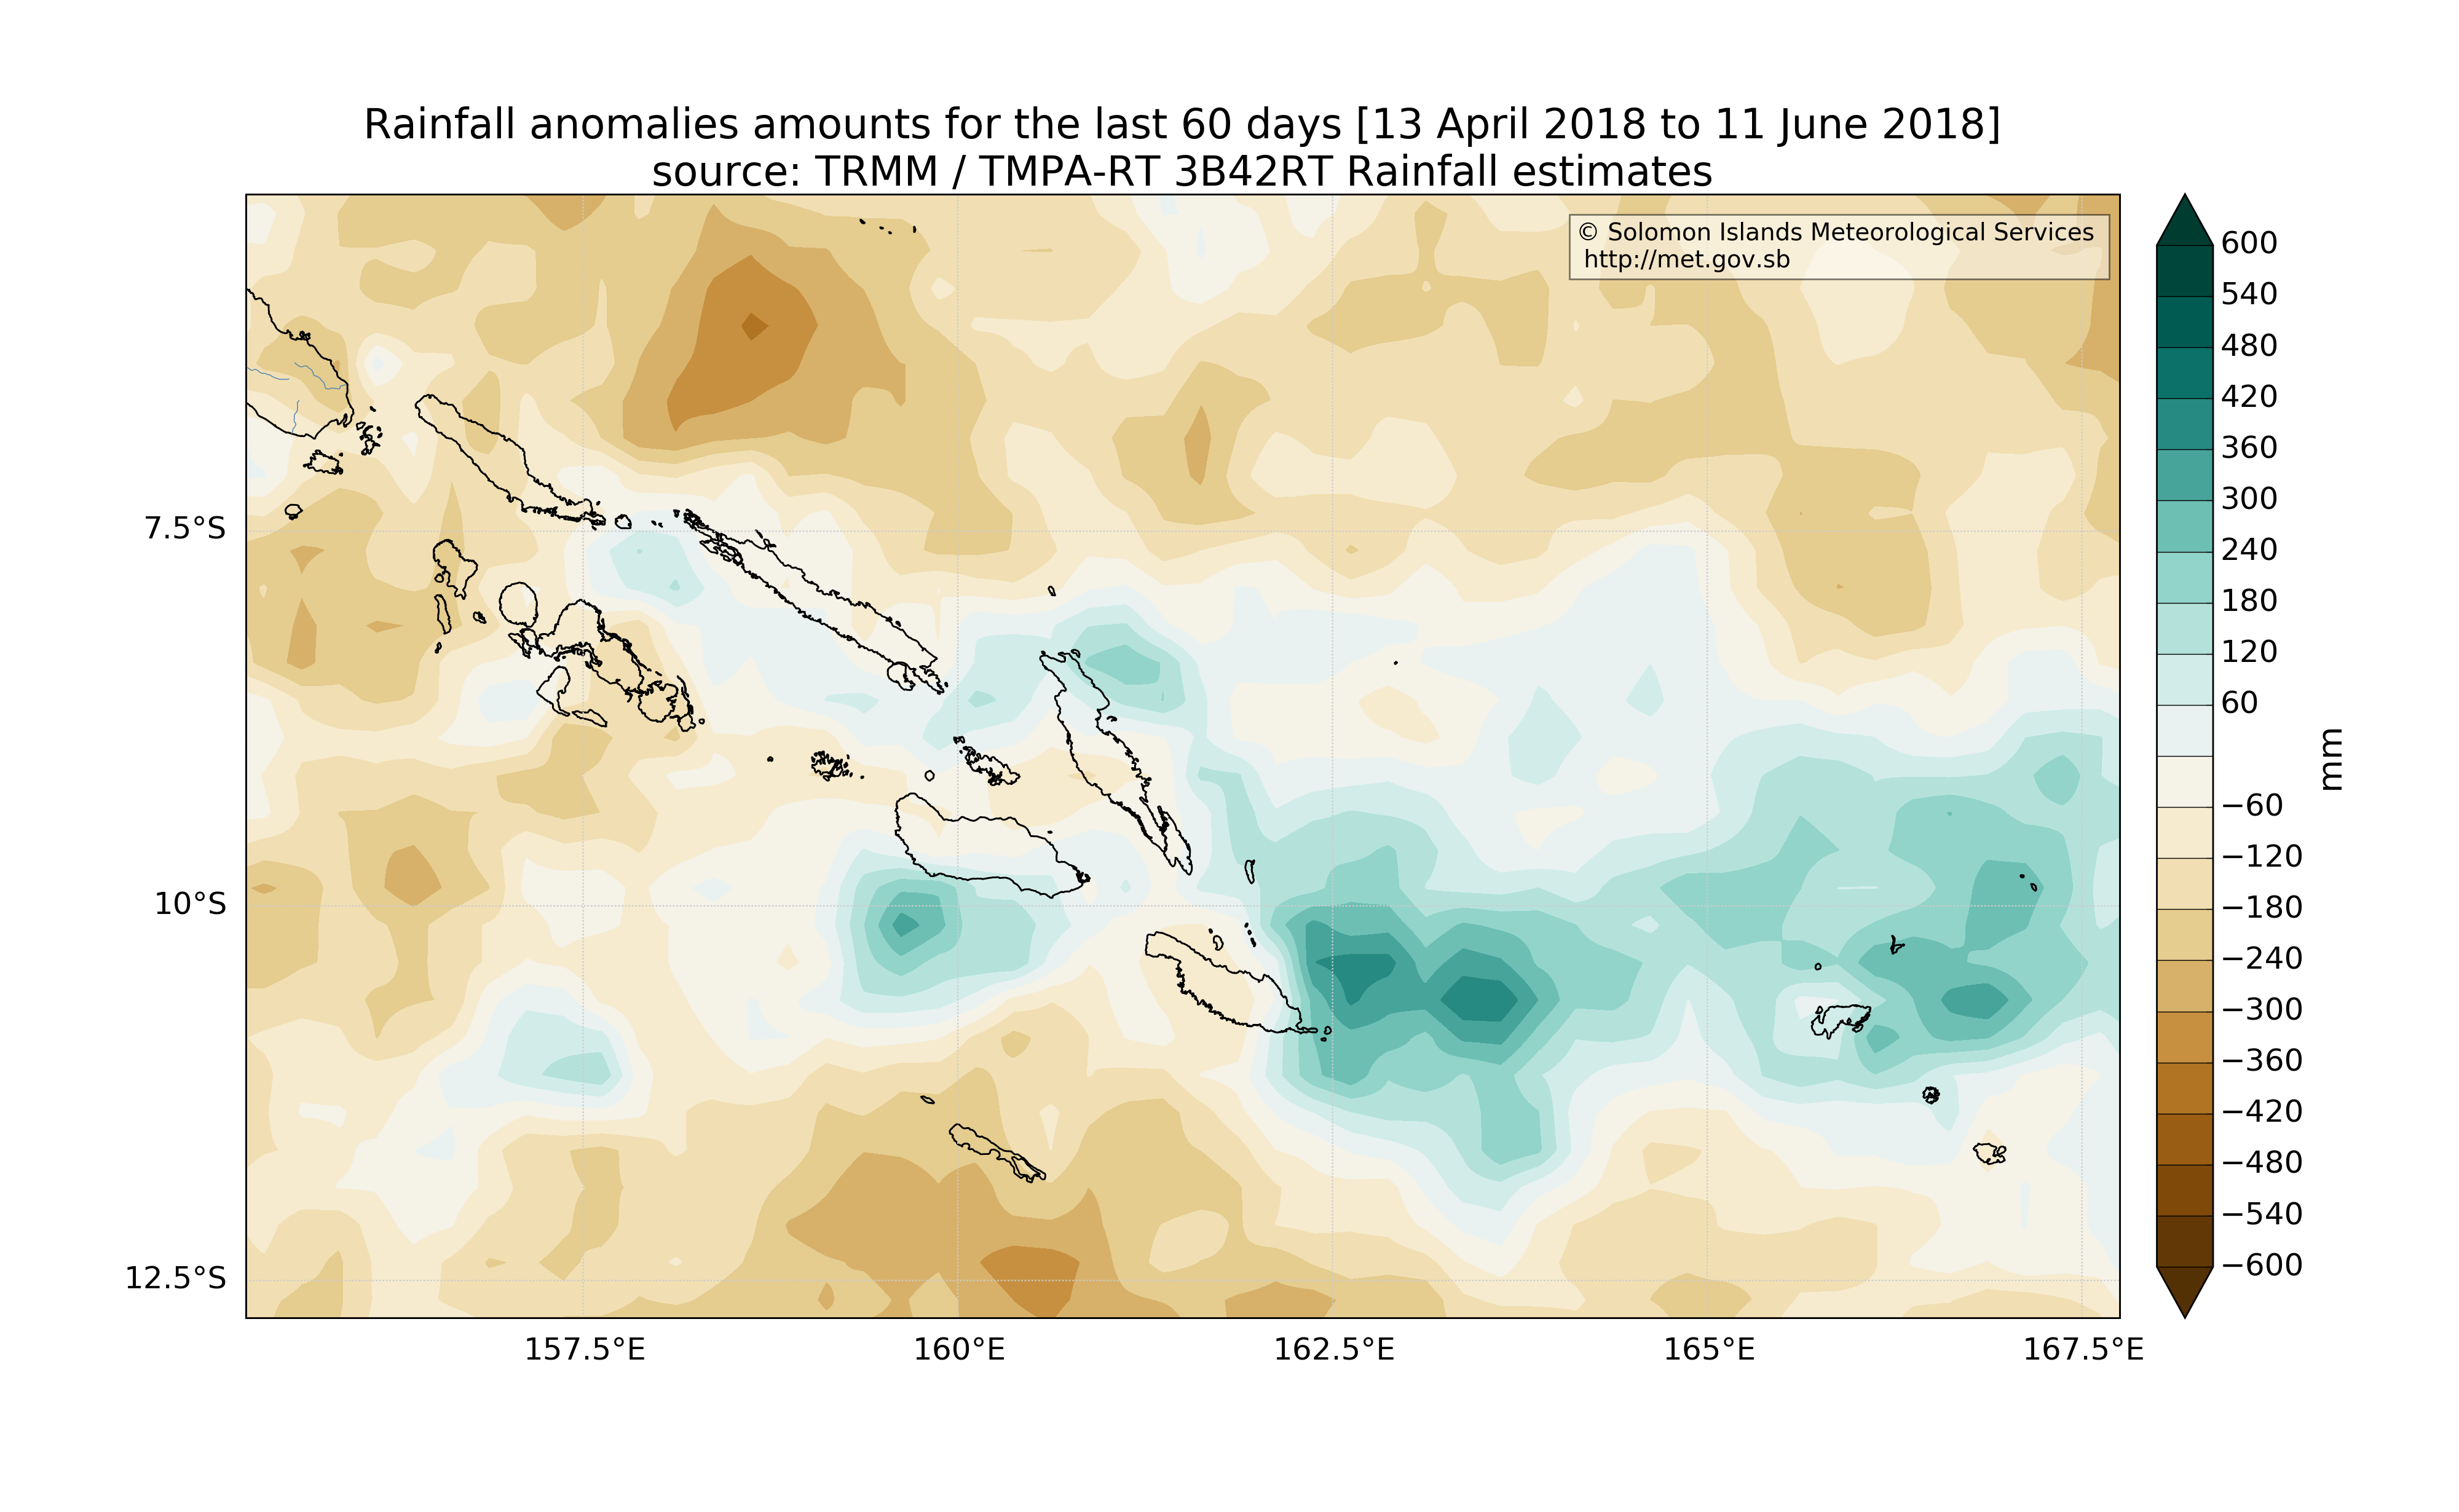 Rainfall anomalies amounts for the last 60 days [13 April 2018 to 11 June 2018]
source: TRMM / TMPA-RT 3B42RT Rainfall estimates
© Solomon Islands Meteorological Services
http://met.gov.sb
7.5°S
10°S
12.5°S
157.5°E
160°E
162.5°E
165°E
167.5°E
600
540
480
420
360
300
240
180
120
60
−60
−120
−180
−240
−300
−360
−420
−480
−540
−600
mm